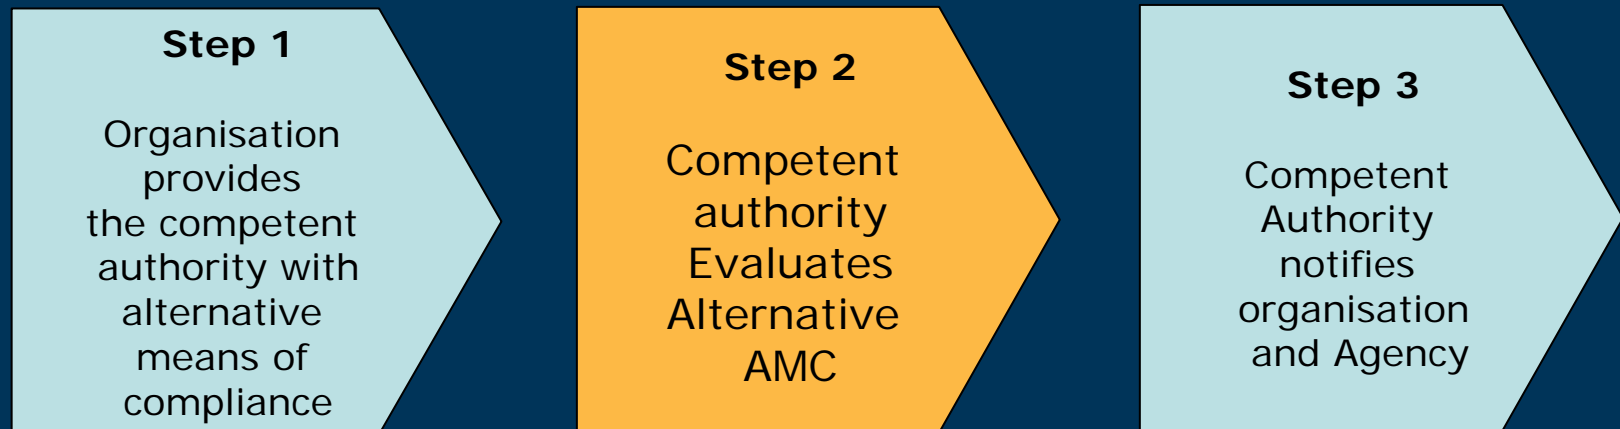 Step 1
Organisation
provides
the competent
authority with
alternative
means of
compliance
Step 2
Competent
authority
Evaluates
Alternative
AMC
Step 3
Competent
Authority
notifies
organisation
and Agency